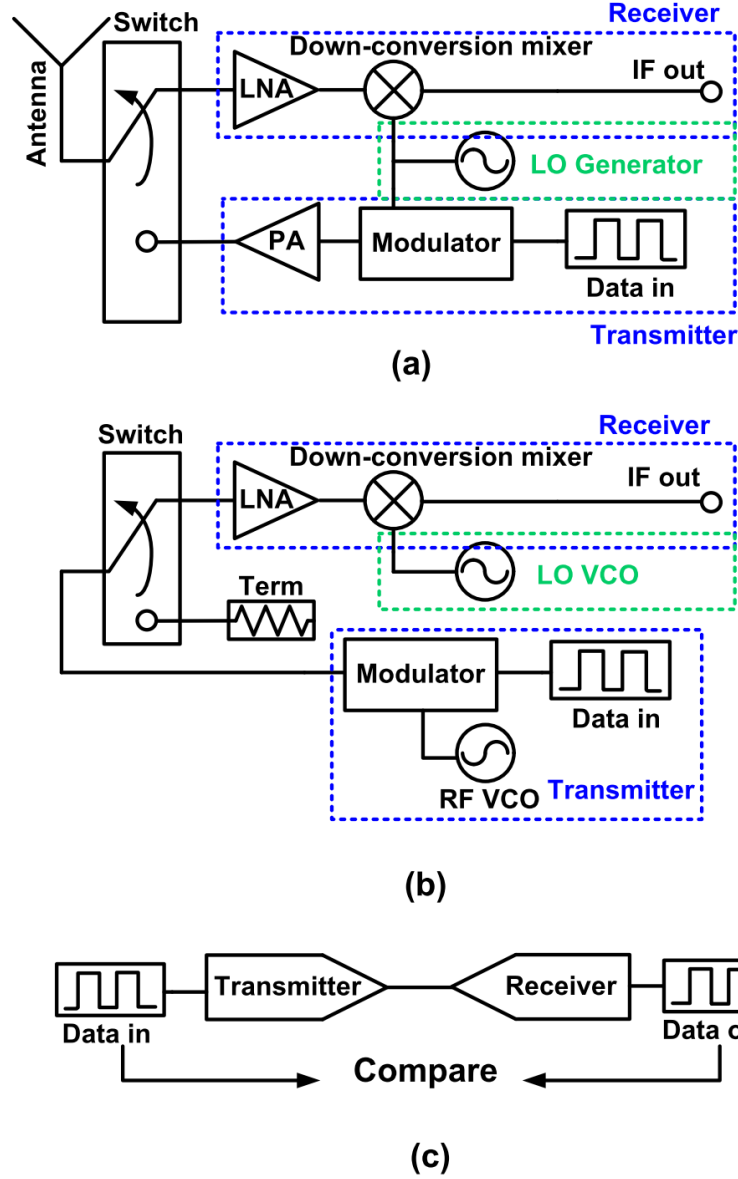 Switch
Receiver
Down-conversion mixer
Antenna
LNA
IF out
LO Generator
PA
Modulator
Data in
Transmitter
(a)
Switch
Receiver
Down-conversion mixer
LNA
IF out
LO VCO
Term
Modulator
Data in
RF VCO
Transmitter
(b)
Transmitter
Receiver
Data in
Data o
Compare
(c)